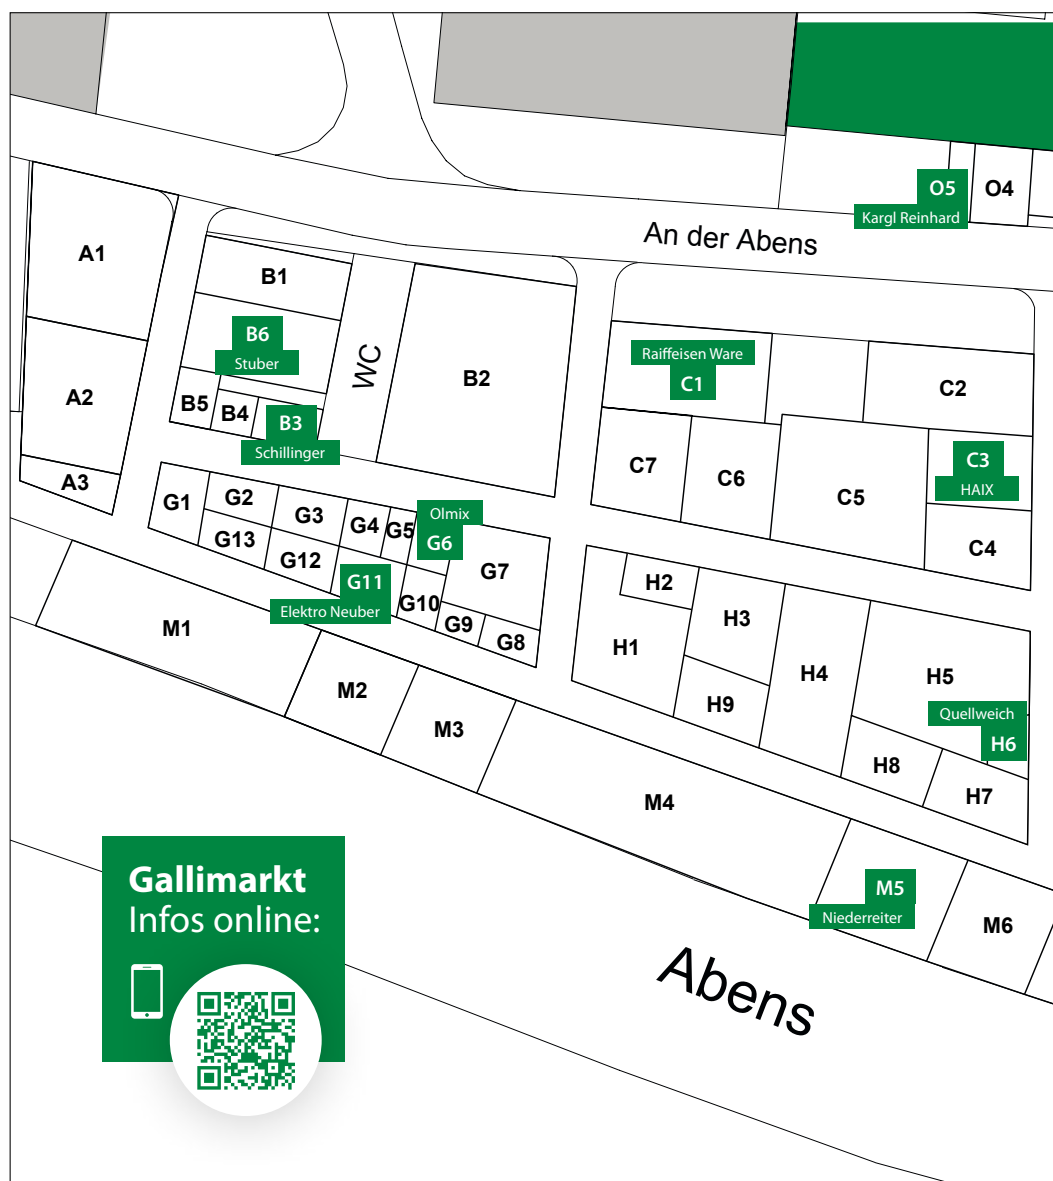 O5
Kargl Reinhard
O4
An der Abens
A1
A2
A3
B1
B6
Stuber
B5
B4
B3
Schillinger
WC
B2
Raiffeisen Ware
C1
C2
C7
C6
C5
C3
HAIX
C4
G1
G2
G3
G4
G5
Olmix
G6
G7
G13
G12
G11
Elektro Neuber
G10
G9
G8
H2
H3
H1
H4
H9
H5
Quellweich
H6
H8
H7
M1
M2
M3
M4
M5
Niederreiter
M6
Abens
Gallimarkt
Infos online: